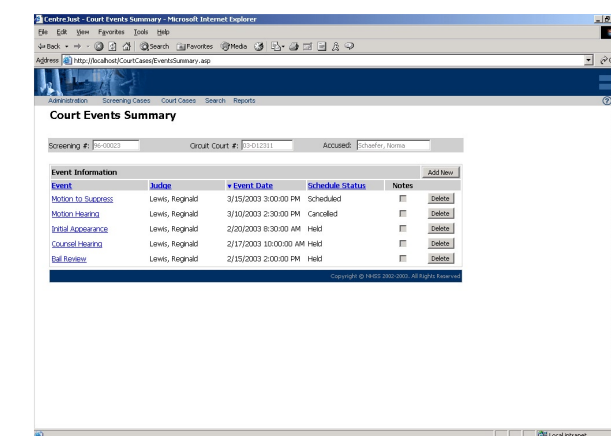 CentreJust - Court Events Summary - Microsoft Internet Explorer
File Edit View Favorites Tools Help
Back Search Favorites Media
Address http://localhost/CourtCases/EventsSummary.asp
Administration Screening Cases Court Cases Search Reports
Court Events Summary
Screening #: 96-00023 Circuit Court #: 03-D12311 Accused: Schaefer, Norma
Event Information Add New
Event Judge Event Date Schedule Status Notes
Motion to Suppress Lewis, Reginald 3/15/2003 3:00:00 PM Scheduled Delete
Motion Hearing Lewis, Reginald 3/10/2003 2:30:00 PM Cancelled Delete
Initial Appearance Lewis, Reginald 2/20/2003 8:30:00 AM Held Delete
Counsel Hearing Lewis, Reginald 2/17/2003 10:00:00 AM Held Delete
Bail Review Lewis, Reginald 2/15/2003 2:00:00 PM Held Delete
Copyright © NHSS 2002-2003. All Rights Reserved
Local intranet